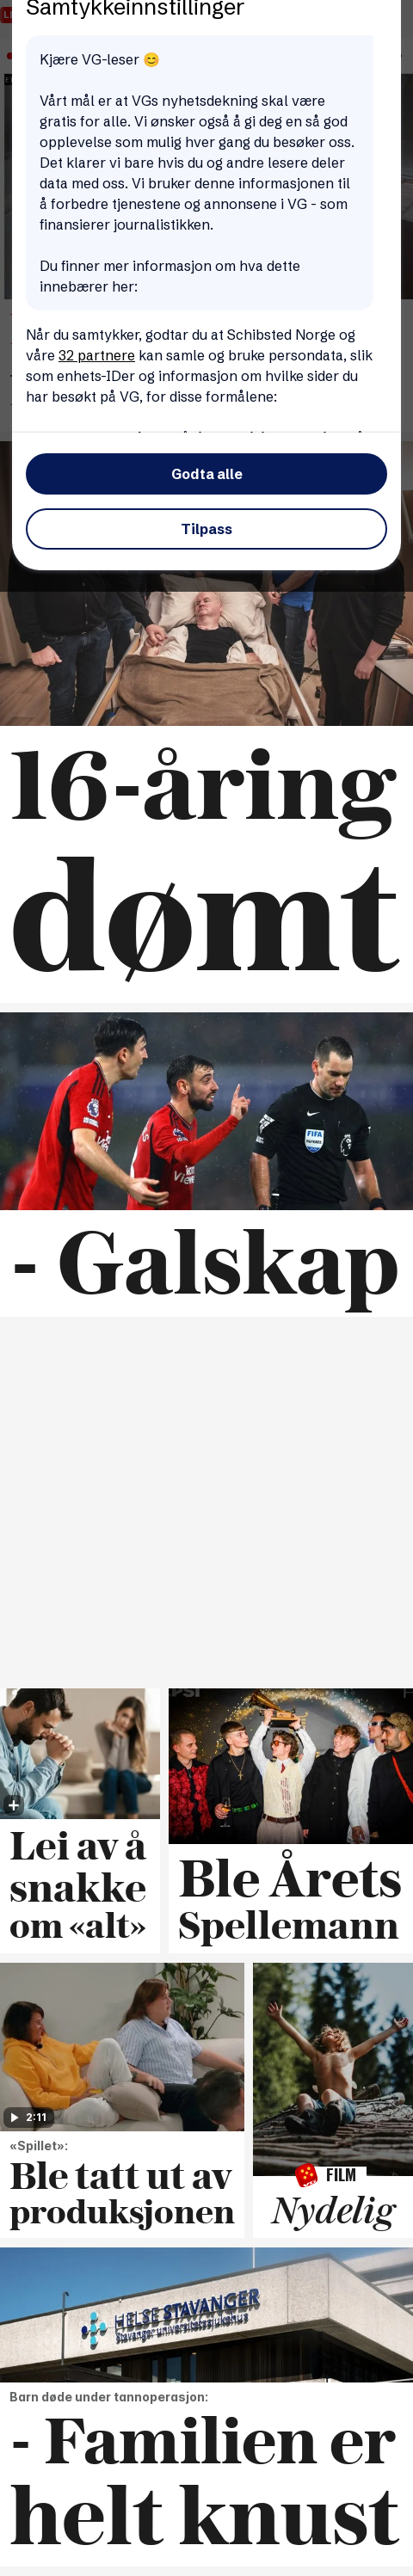 Samtykkeinnstillinger
Kjære VG-leser 😊
Vårt mål er at VGs nyhetsdekning skal være
gratis for alle. Vi ønsker også å gi deg en så god
opplevelse som mulig hver gang du besøker oss.
Det klarer vi bare hvis du og andre lesere deler
data med oss. Vi bruker denne informasjonen til
å forbedre tjenestene og annonsene i VG - som
finansierer journalistikken.
Du finner mer informasjon om hva dette
innebærer her:
Når du samtykker, godtar du at Schibsted Norge og
våre 32 partnere kan samle og bruke persondata, slik
som enhets-IDer og informasjon om hvilke sider du
har besøkt på VG, for disse formålene:
Godta alle
Tilpass
16-åring
dømt
FIFA
- Galskap
Lei av å
snakke
om «alt»
Ble Årets
Spellemann
2:11
«Spillet»:
Ble tatt ut av
produksjonen
FILM
Nydelig
HELSE STAVANGER
Stavanger universitetssjukehus
Barn døde under tannoperasjon:
- Familien er
helt knust